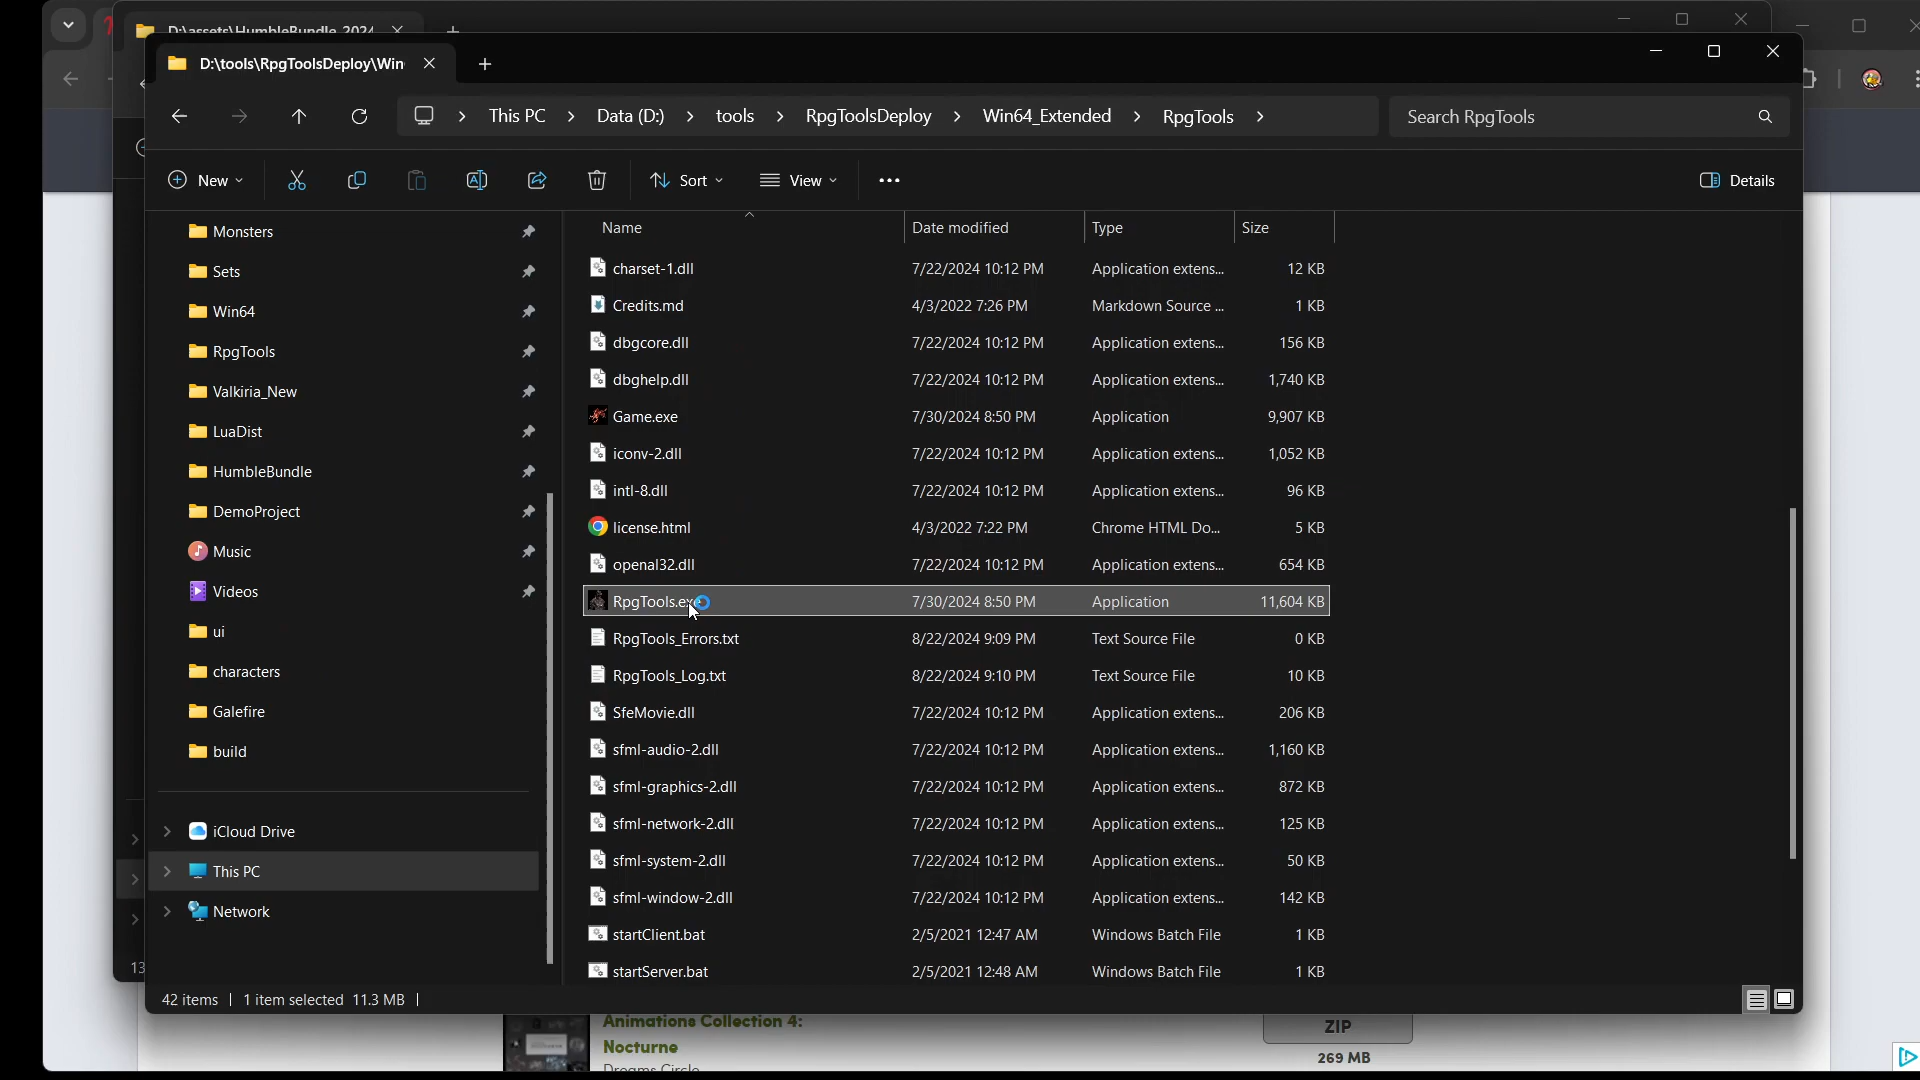 D:\assets\HumbleBundle_2024
D:\tools\RpgToolsDeploy\Win
This PC Data (D:) tools RpgToolsDeploy Win64_Extended RpgTools
Search RpgTools
New Sort View Details
Name Date modified Type Size
Monsters
Sets
Win64
RpgTools
Valkiria_New
LuaDist
HumbleBundle
DemoProject
Music
Videos
ui
characters
Galefire
build
iCloud Drive
This PC
Network
charset-1.dll 7/22/2024 10:12 PM Application extens... 12 KB
Credits.md 4/3/2022 7:26 PM Markdown Source ... 1 KB
dbgcore.dll 7/22/2024 10:12 PM Application extens... 156 KB
dbghelp.dll 7/22/2024 10:12 PM Application extens... 1,740 KB
Game.exe 7/30/2024 8:50 PM Application 9,907 KB
iconv-2.dll 7/22/2024 10:12 PM Application extens... 1,052 KB
intl-8.dll 7/22/2024 10:12 PM Application extens... 96 KB
license.html 4/3/2022 7:22 PM Chrome HTML Do... 5 KB
openal32.dll 7/22/2024 10:12 PM Application extens... 654 KB
RpgTools.exe 7/30/2024 8:50 PM Application 11,604 KB
RpgTools_Errors.txt 8/22/2024 9:09 PM Text Source File 0 KB
RpgTools_Log.txt 8/22/2024 9:10 PM Text Source File 10 KB
SfeMovie.dll 7/22/2024 10:12 PM Application extens... 206 KB
sfml-audio-2.dll 7/22/2024 10:12 PM Application extens... 1,160 KB
sfml-graphics-2.dll 7/22/2024 10:12 PM Application extens... 872 KB
sfml-network-2.dll 7/22/2024 10:12 PM Application extens... 125 KB
sfml-system-2.dll 7/22/2024 10:12 PM Application extens... 50 KB
sfml-window-2.dll 7/22/2024 10:12 PM Application extens... 142 KB
startClient.bat 2/5/2021 12:47 AM Windows Batch File 1 KB
startServer.bat 2/5/2021 12:48 AM Windows Batch File 1 KB
13
42 items 1 item selected 11.3 MB
Animations Collection 4:
Nocturne
Dreams Circle
ZIP
269 MB